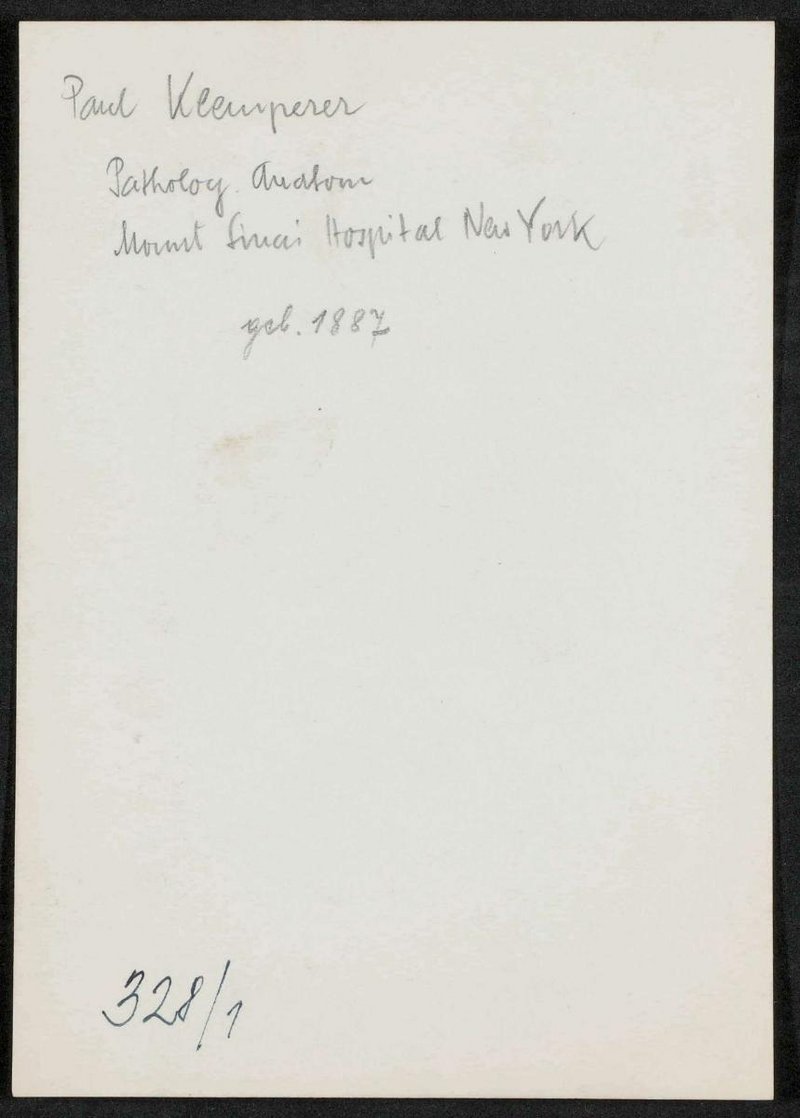 Paul Klemperer
Patholog. Anatom
Mount Sinai Hospital New York
geb. 1887
328/1